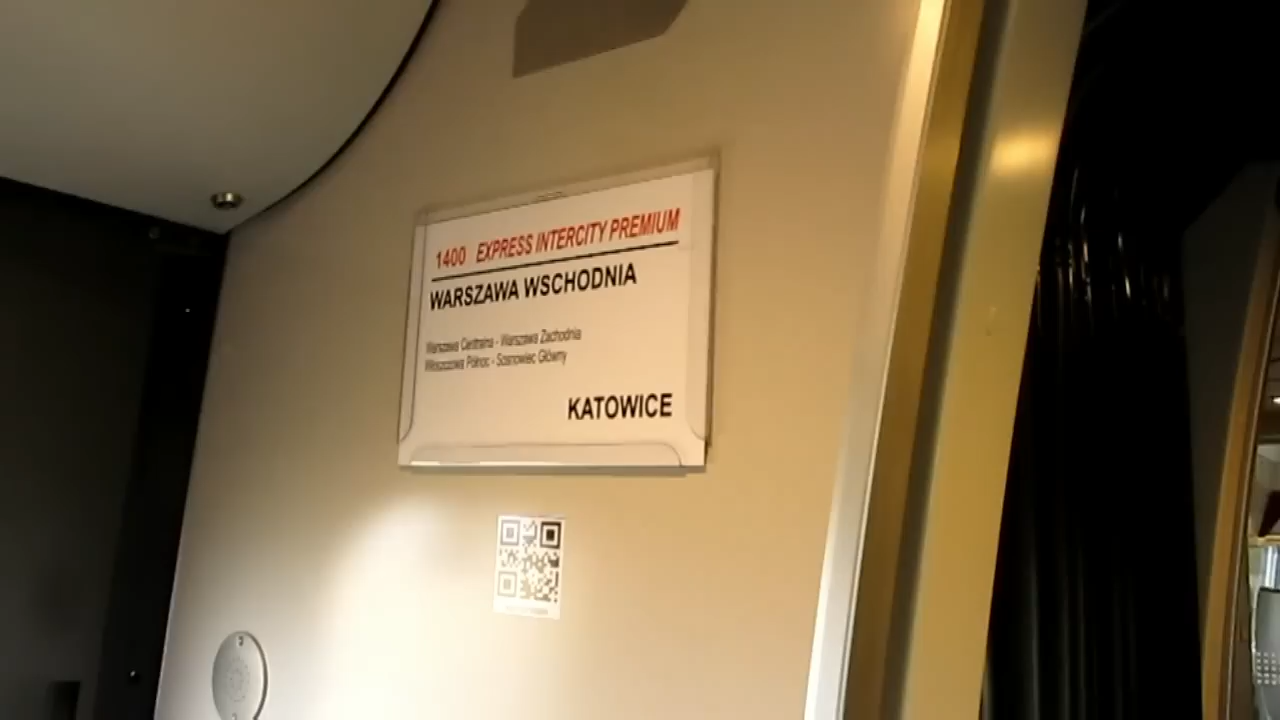 1400 EXPRESS INTERCITY PREMIUM
WARSZAWA WSCHODNIA
Warszawa Centralna - Warszawa Zachodnia
Włoszczowa Północ - Sosnowiec Główny
KATOWICE